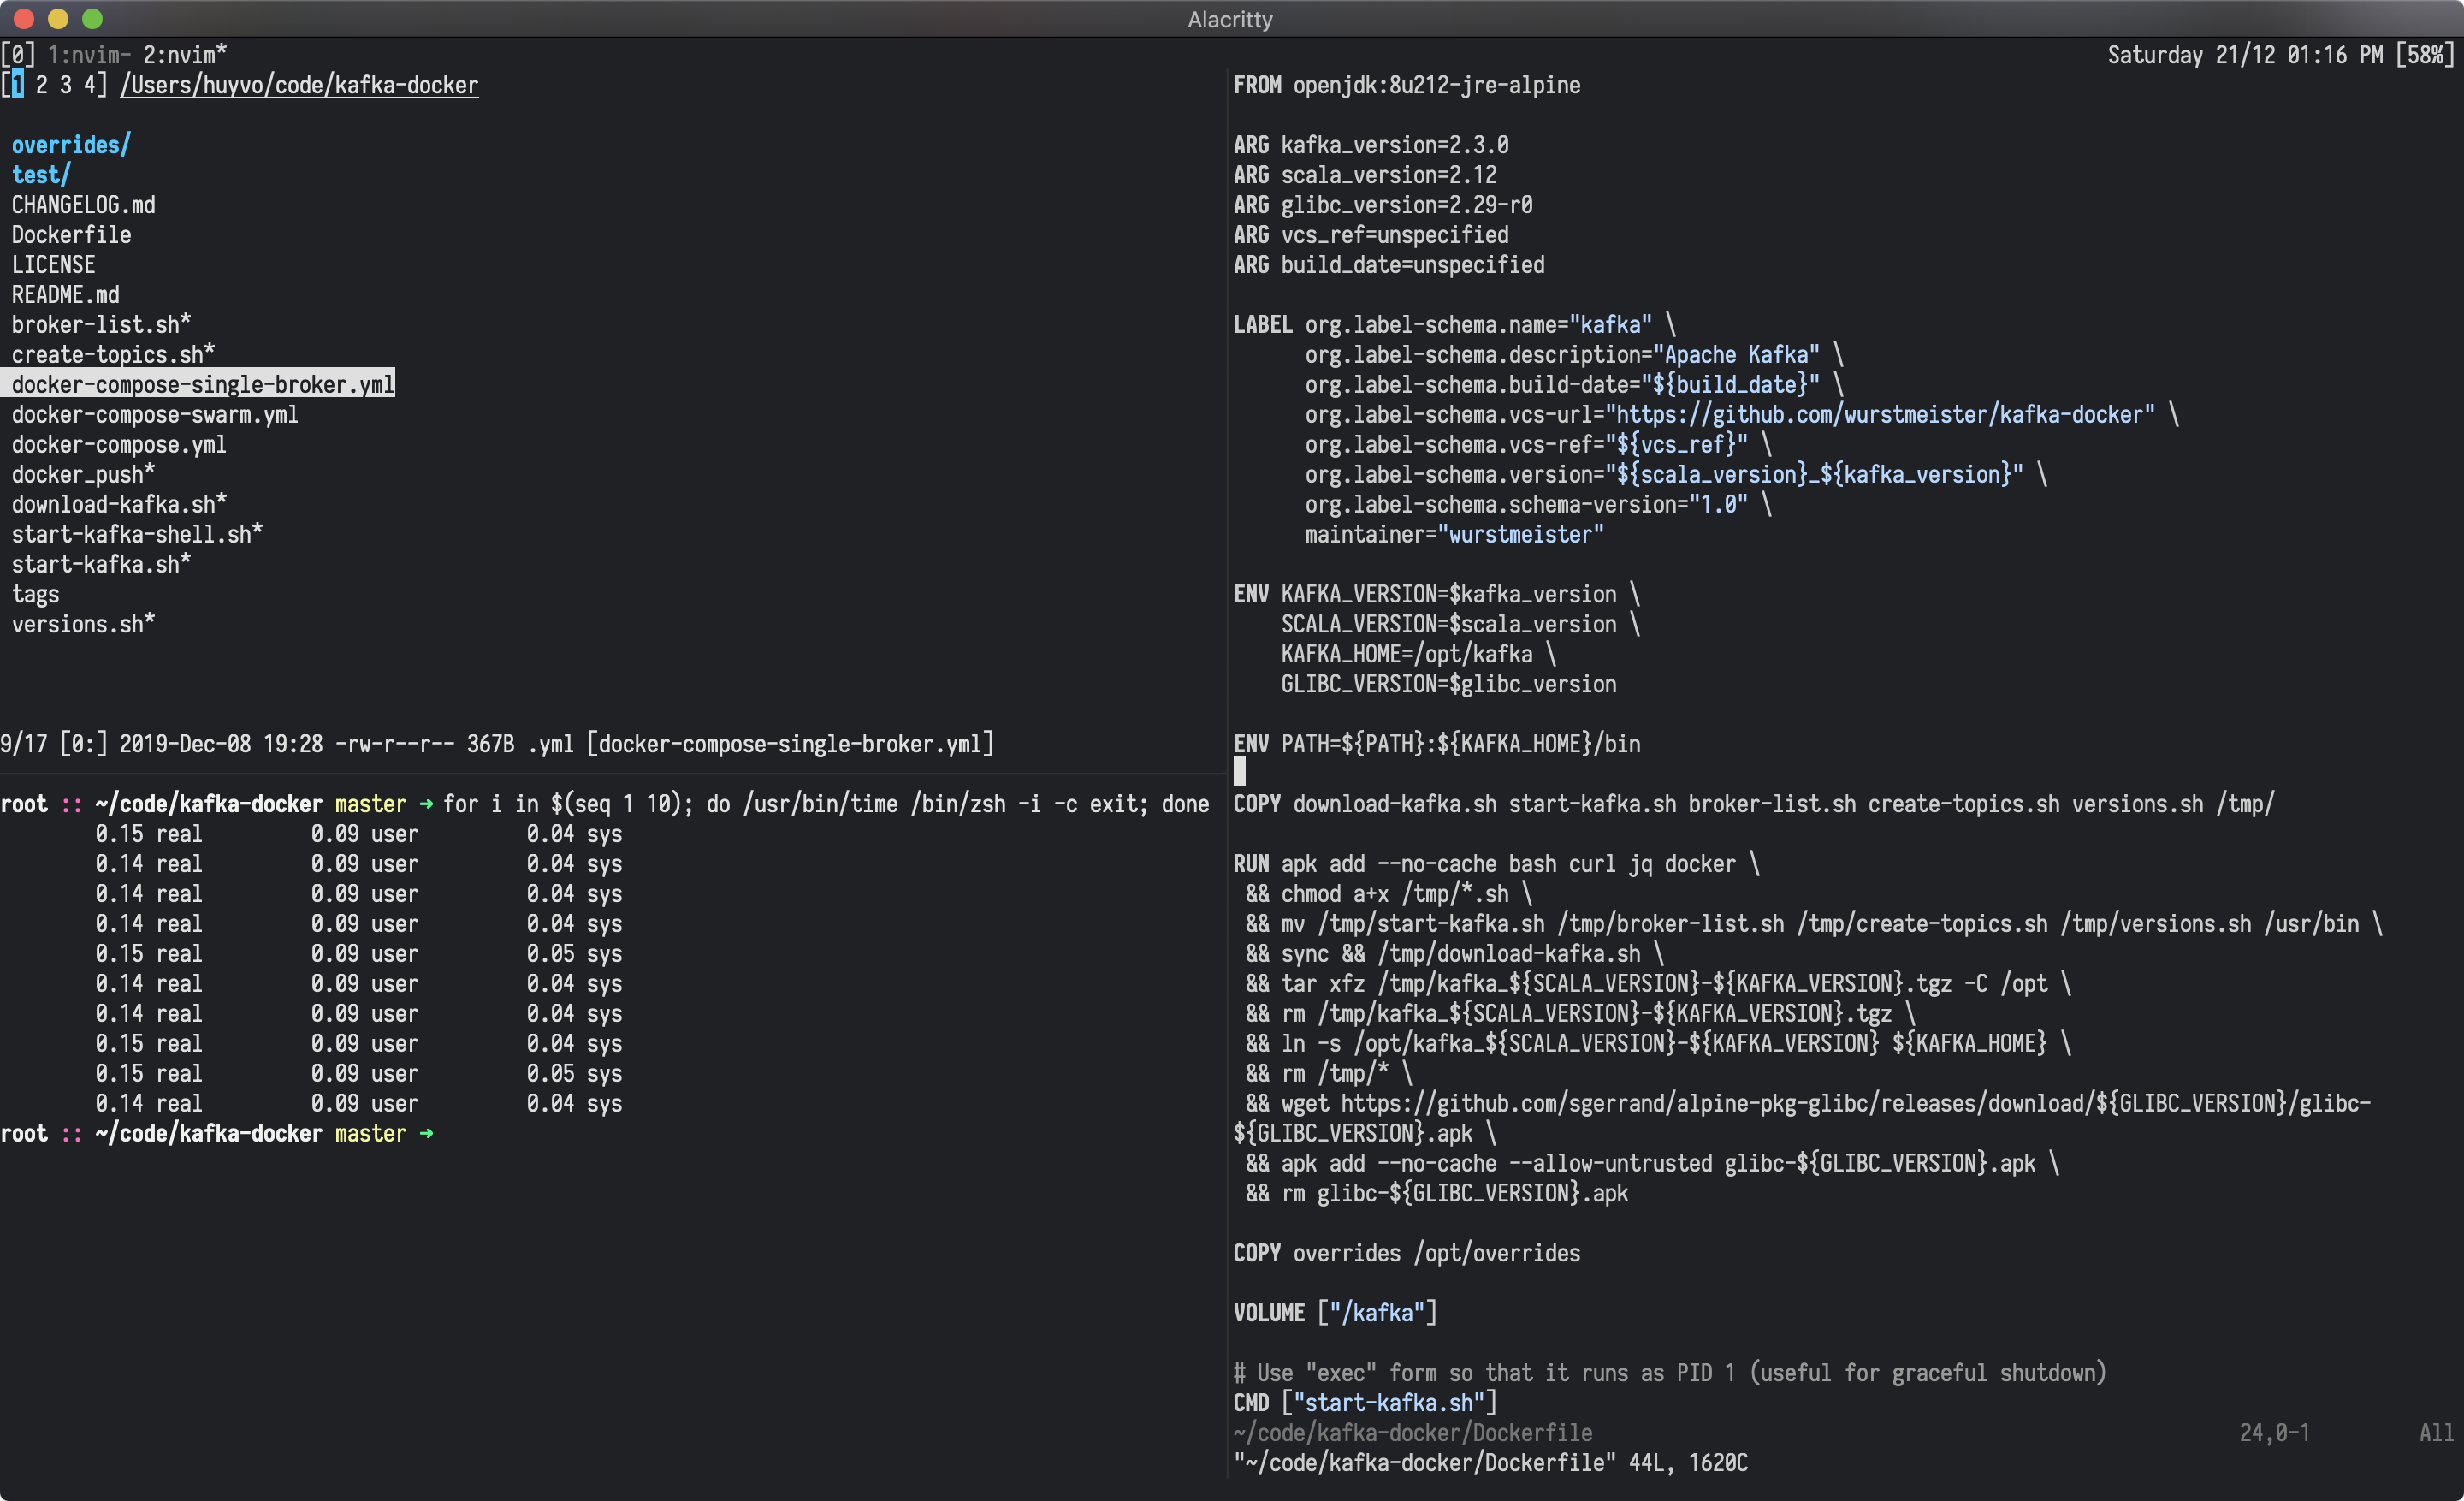 Alacritty
[0] 1:nvim- 2:nvim*
Saturday 21/12 01:16 PM [58%]
[1 2 3 4] /Users/huyvo/code/kafka-docker
overrides/
test/
CHANGELOG.md
Dockerfile
LICENSE
README.md
broker-list.sh*
create-topics.sh*
docker-compose-single-broker.yml
docker-compose-swarm.yml
docker-compose.yml
docker_push*
download-kafka.sh*
start-kafka-shell.sh*
start-kafka.sh*
tags
versions.sh*
9/17 [0:] 2019-Dec-08 19:28 -rw-r--r-- 367B .yml [docker-compose-single-broker.yml]
root :: ~/code/kafka-docker master ➜ for i in $(seq 1 10); do /usr/bin/time /bin/zsh -i -c exit; done
        0.15 real         0.09 user         0.04 sys
        0.14 real         0.09 user         0.04 sys
        0.14 real         0.09 user         0.04 sys
        0.14 real         0.09 user         0.04 sys
        0.15 real         0.09 user         0.05 sys
        0.14 real         0.09 user         0.04 sys
        0.14 real         0.09 user         0.04 sys
        0.15 real         0.09 user         0.04 sys
        0.15 real         0.09 user         0.05 sys
        0.14 real         0.09 user         0.04 sys
root :: ~/code/kafka-docker master ➜
FROM openjdk:8u212-jre-alpine
ARG kafka_version=2.3.0
ARG scala_version=2.12
ARG glibc_version=2.29-r0
ARG vcs_ref=unspecified
ARG build_date=unspecified
LABEL org.label-schema.name="kafka" \
      org.label-schema.description="Apache Kafka" \
      org.label-schema.build-date="${build_date}" \
      org.label-schema.vcs-url="https://github.com/wurstmeister/kafka-docker" \
      org.label-schema.vcs-ref="${vcs_ref}" \
      org.label-schema.version="${scala_version}_${kafka_version}" \
      org.label-schema.schema-version="1.0" \
      maintainer="wurstmeister"
ENV KAFKA_VERSION=$kafka_version \
    SCALA_VERSION=$scala_version \
    KAFKA_HOME=/opt/kafka \
    GLIBC_VERSION=$glibc_version
ENV PATH=${PATH}:${KAFKA_HOME}/bin
COPY download-kafka.sh start-kafka.sh broker-list.sh create-topics.sh versions.sh /tmp/
RUN apk add --no-cache bash curl jq docker \
 && chmod a+x /tmp/*.sh \
 && mv /tmp/start-kafka.sh /tmp/broker-list.sh /tmp/create-topics.sh /tmp/versions.sh /usr/bin \
 && sync && /tmp/download-kafka.sh \
 && tar xfz /tmp/kafka_${SCALA_VERSION}-${KAFKA_VERSION}.tgz -C /opt \
 && rm /tmp/kafka_${SCALA_VERSION}-${KAFKA_VERSION}.tgz \
 && ln -s /opt/kafka_${SCALA_VERSION}-${KAFKA_VERSION} ${KAFKA_HOME} \
 && rm /tmp/* \
 && wget https://github.com/sgerrand/alpine-pkg-glibc/releases/download/${GLIBC_VERSION}/glibc-
${GLIBC_VERSION}.apk \
 && apk add --no-cache --allow-untrusted glibc-${GLIBC_VERSION}.apk \
 && rm glibc-${GLIBC_VERSION}.apk
COPY overrides /opt/overrides
VOLUME ["/kafka"]
# Use "exec" form so that it runs as PID 1 (useful for graceful shutdown)
CMD ["start-kafka.sh"]
~/code/kafka-docker/Dockerfile 24,0-1 All
"~/code/kafka-docker/Dockerfile" 44L, 1620C